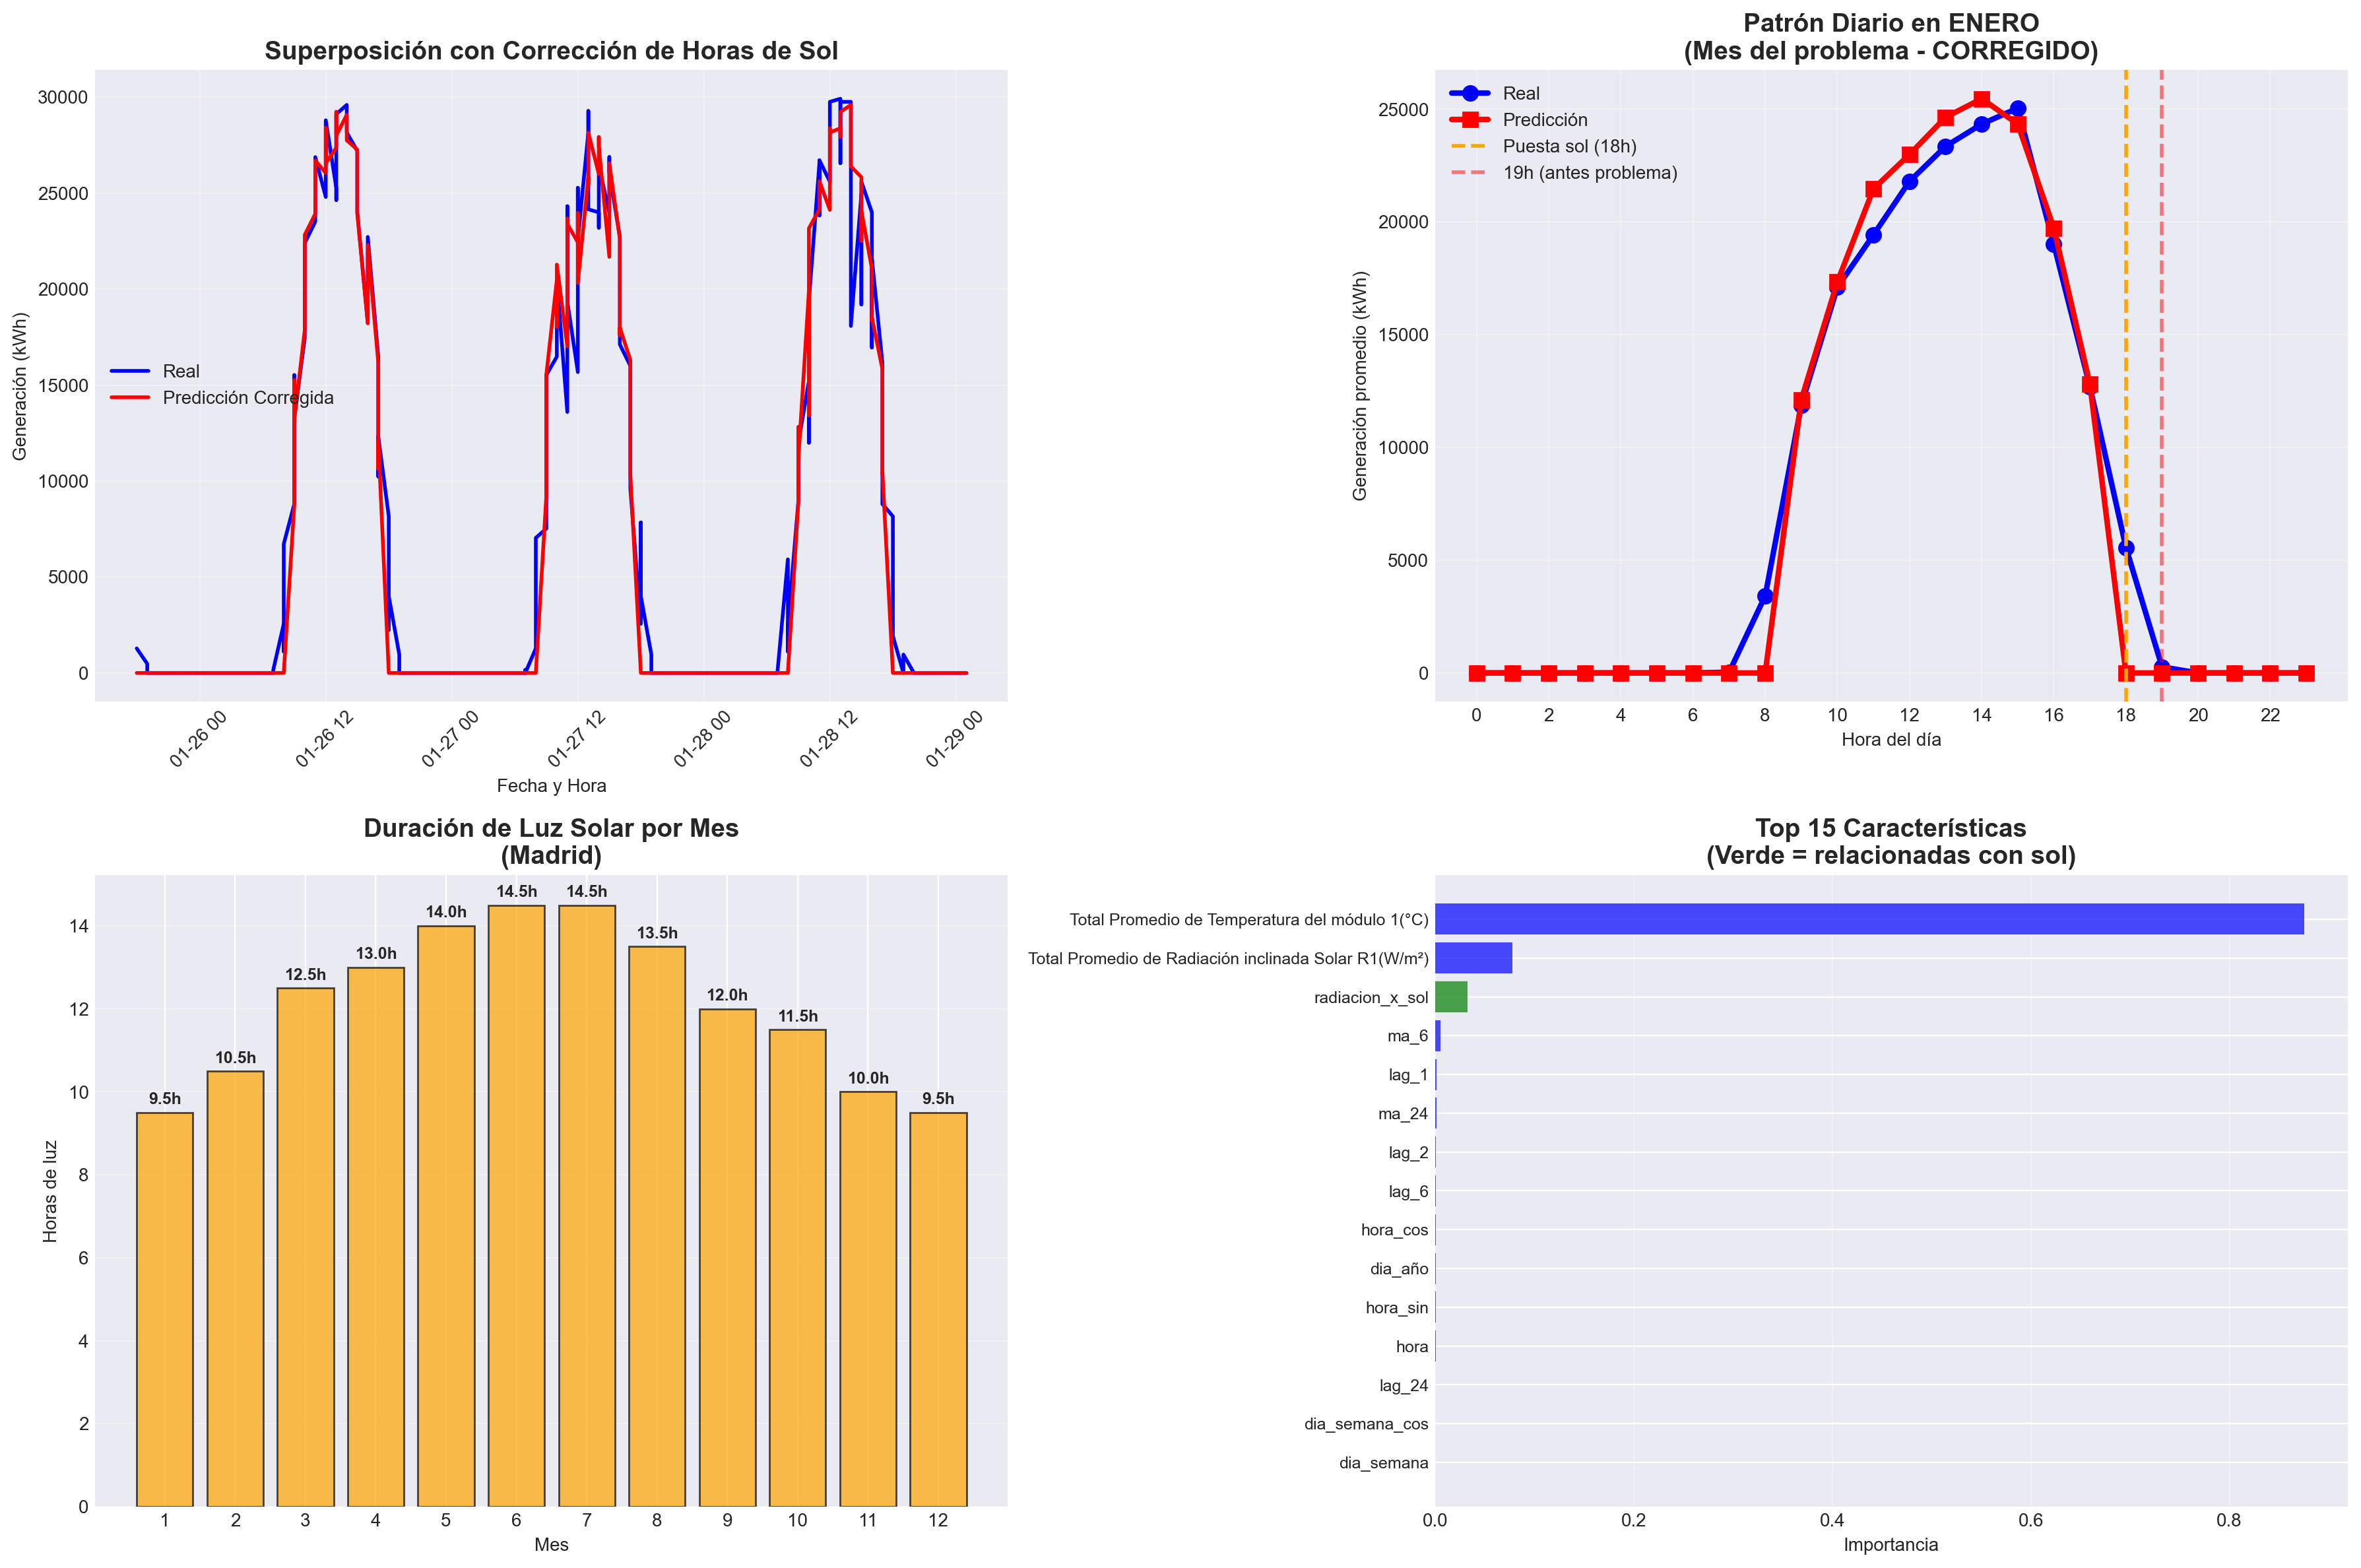 Superposición con Corrección de Horas de Sol
Generación (kWh)
30000
25000
20000
15000
10000
5000
0
Real
Predicción Corregida
01-26 00
01-26 12
01-27 00
01-27 12
01-28 00
01-28 12
01-29 00
Fecha y Hora
Patrón Diario en ENERO
(Mes del problema - CORREGIDO)
Generación promedio (kWh)
25000
20000
15000
10000
5000
0
Real
Predicción
Puesta sol (18h)
19h (antes problema)
0 2 4 6 8 10 12 14 16 18 20 22
Hora del día
Duración de Luz Solar por Mes
(Madrid)
Horas de luz
14
12
10
8
6
4
2
0
9.5h
10.5h
12.5h
13.0h
14.0h
14.5h
14.5h
13.5h
12.0h
11.5h
10.0h
9.5h
1 2 3 4 5 6 7 8 9 10 11 12
Mes
Top 15 Características
(Verde = relacionadas con sol)
Total Promedio de Temperatura del módulo 1(°C)
Total Promedio de Radiación inclinada Solar R1(W/m²)
radiacion_x_sol
ma_6
lag_1
ma_24
lag_2
lag_6
hora_cos
dia_año
hora_sin
hora
lag_24
dia_semana_cos
dia_semana
0.0 0.2 0.4 0.6 0.8
Importancia